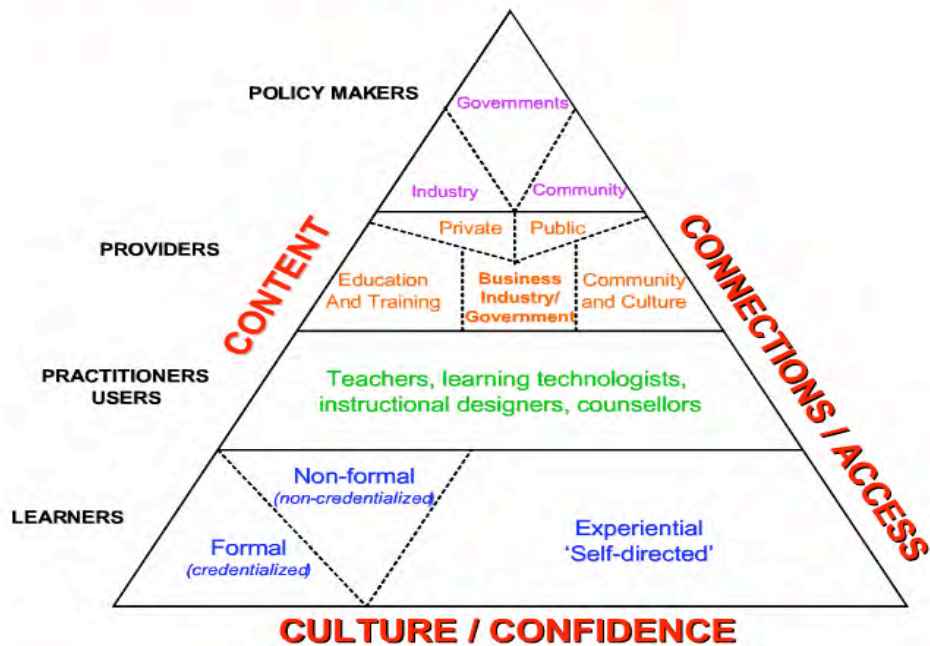 POLICY MAKERS
Governments
Industry
Community
CONTENT
CONNECTIONS / ACCESS
PROVIDERS
Private
Public
Education
And Training
Business
Industry/
Government
Community
and Culture
PRACTITIONERS
USERS
Teachers, learning technologists,
instructional designers, counsellors
LEARNERS
Non-formal
(non-credentialized)
Formal
(credentialized)
Experiential
‘Self-directed’
CULTURE / CONFIDENCE